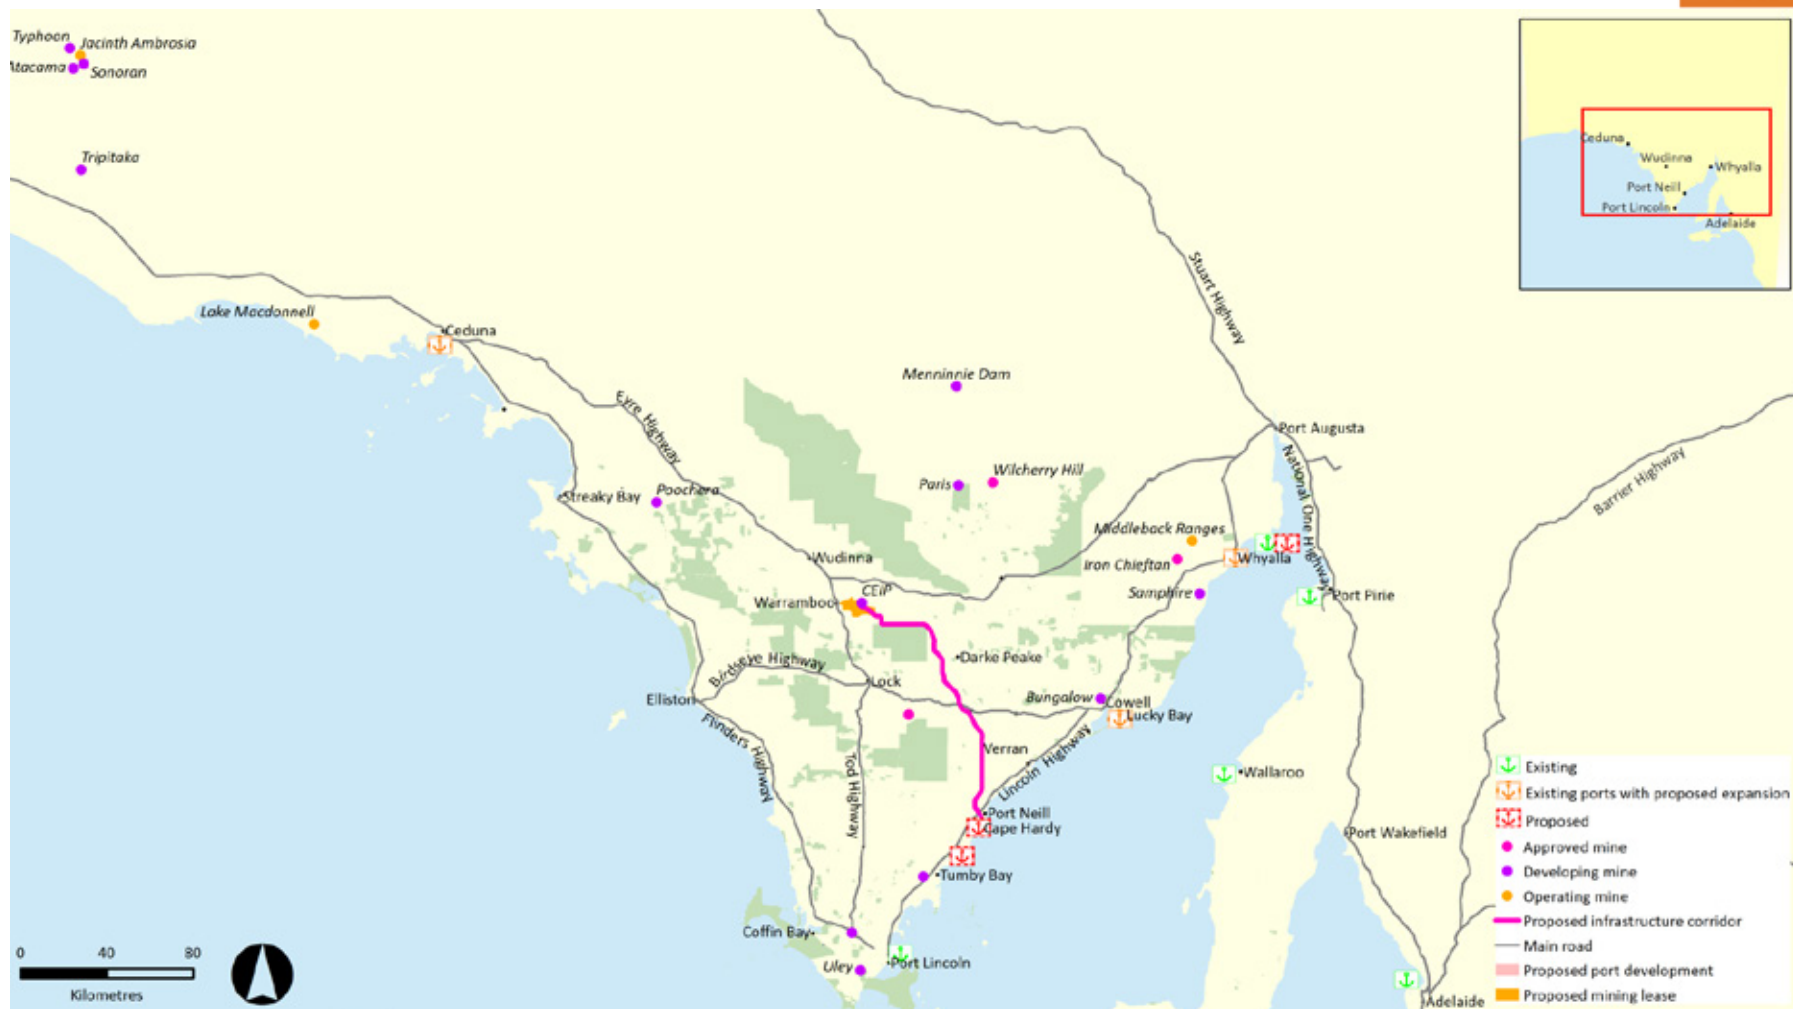 Typhoon
Jacinth Ambrosia
Atacama
Sonoran
Tripitaka
Lake Macdonnell
Ceduna
Eyre Highway
Stuart Highway
Menninnie Dam
Port Augusta
National One Highway
Barrier Highway
Streaky Bay
Poochera
Paris
Wilcherry Hill
Middleback Ranges
Iron Chieftan
Whyalla
Samphire
Port Pirie
Wudinna
CEIP
Warramboo
Darke Peake
Birdseye Highway
Lock
Elliston
Flinders Highway
Bungalow
Cowell
Lucky Bay
Verran
Lincoln Highway
Tod Highway
Wallaroo
Port Neill
Cape Hardy
Port Wakefield
Tumby Bay
Coffin Bay
Uley
Port Lincoln
Adelaide
0 40 80
Kilometres
Ceduna
Wudinna
Whyalla
Port Neill
Port Lincoln
Adelaide
Existing
Existing ports with proposed expansion
Proposed
Approved mine
Developing mine
Operating mine
Proposed infrastructure corridor
Main road
Proposed port development
Proposed mining lease